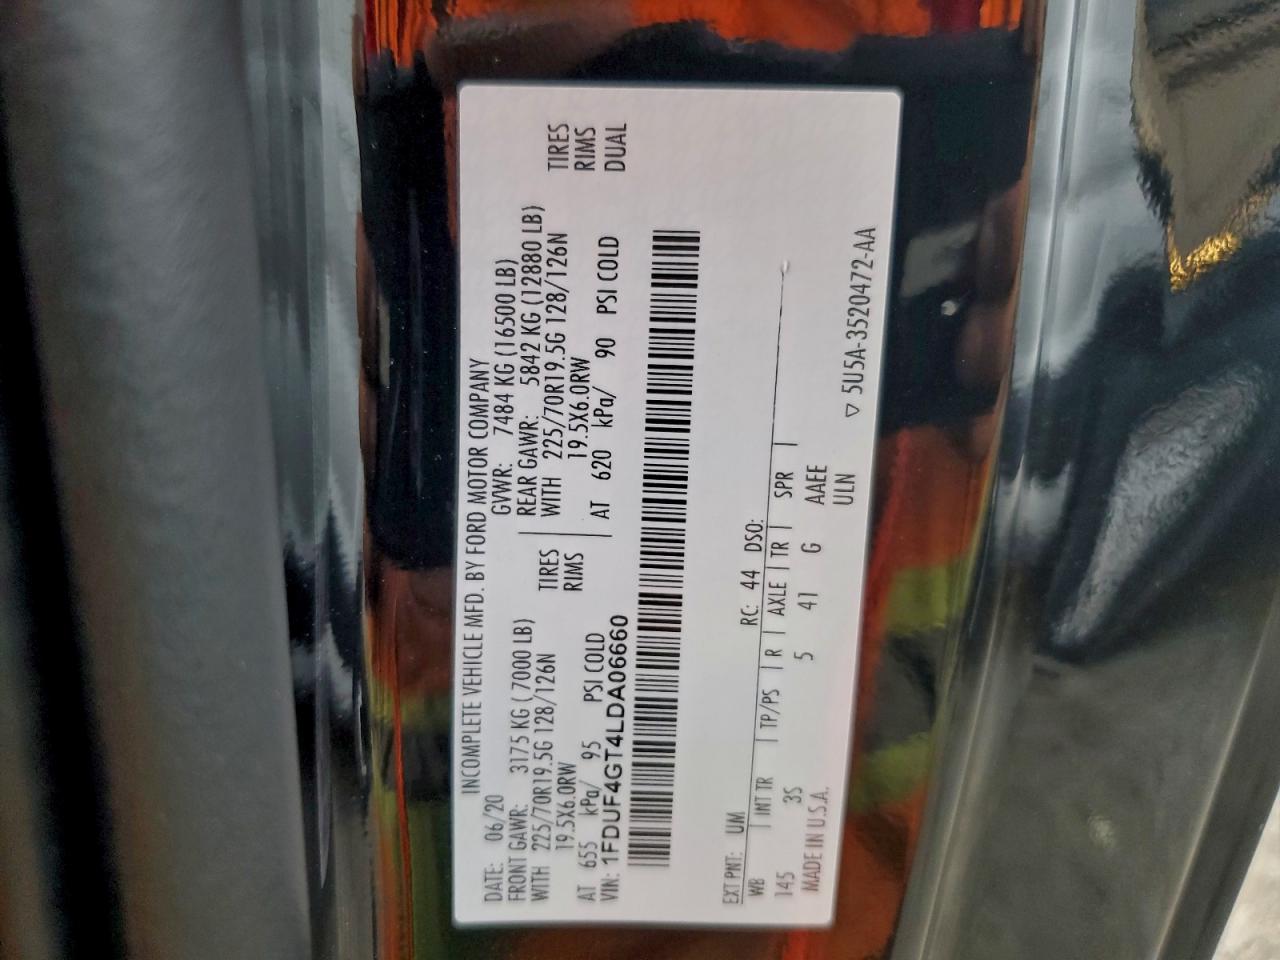 INCOMPLETE VEHICLE MFD. BY FORD MOTOR COMPANY
DATE: 06/20 GVWR: 7484 KG (16500 LB)
FRONT GAWR: 3175 KG ( 7000 LB) REAR GAWR: 5842 KG (12880 LB)
WITH 225/70R19.5G 128/126N TIRES WITH 225/70R19.5G 128/126N TIRES
19.5X6.0RW RIMS 19.5X6.0RW RIMS
AT 655 kPa/ 95 PSI COLD AT 620 kPa/ 90 PSI COLD DUAL
VIN: 1FDUF4GT4LDA06660
EXT PNT: UM RC: 44 DSO:
WB | INT TR | TP/PS | R | AXLE | TR | SPR |
145 3S 5 41 G AAEE
MADE IN U.S.A. ULN
▽ 5U5A-3520472-AA